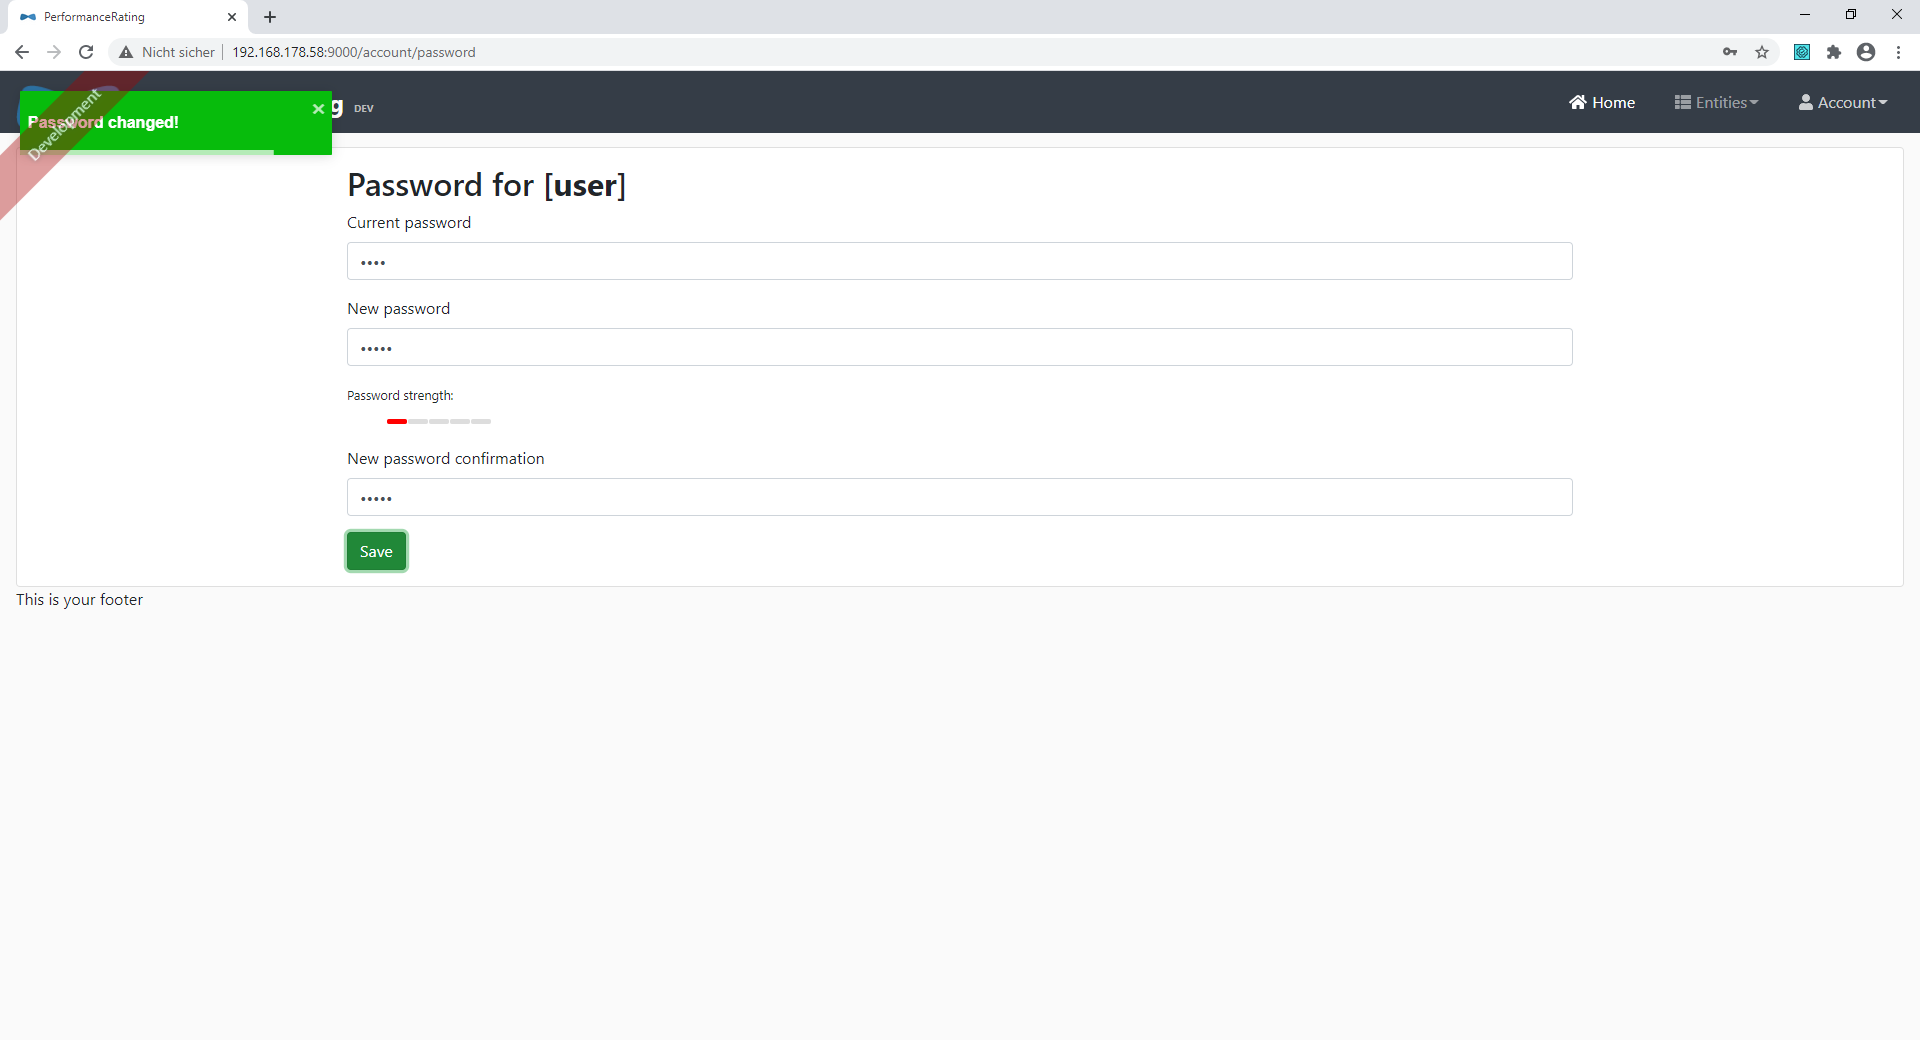 PerformanceRating
Nicht sicher 192.168.178.58:9000/account/password
Development
Password changed!
g DEV
Home Entities Account
Password for [user]
Current password
••••
New password
•••••
Password strength:
New password confirmation
•••••
Save
This is your footer